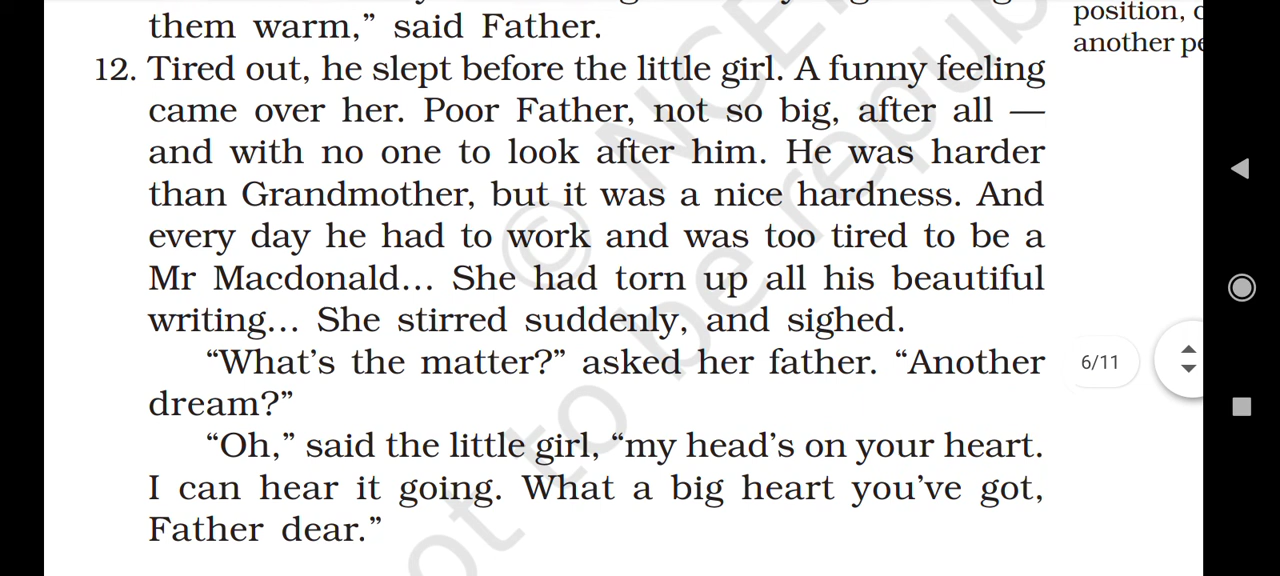 them warm,” said Father.
position,
another
12. Tired out, he slept before the little girl. A funny feeling
came over her. Poor Father, not so big, after all —
and with no one to look after him. He was harder
than Grandmother, but it was a nice hardness. And
every day he had to work and was too tired to be a
Mr Macdonald... She had torn up all his beautiful
writing... She stirred suddenly, and sighed.
“What’s the matter?” asked her father. “Another
dream?”
“Oh,” said the little girl, “my head’s on your heart.
I can hear it going. What a big heart you’ve got,
Father dear.”
6/11
© NCE
not to be repub